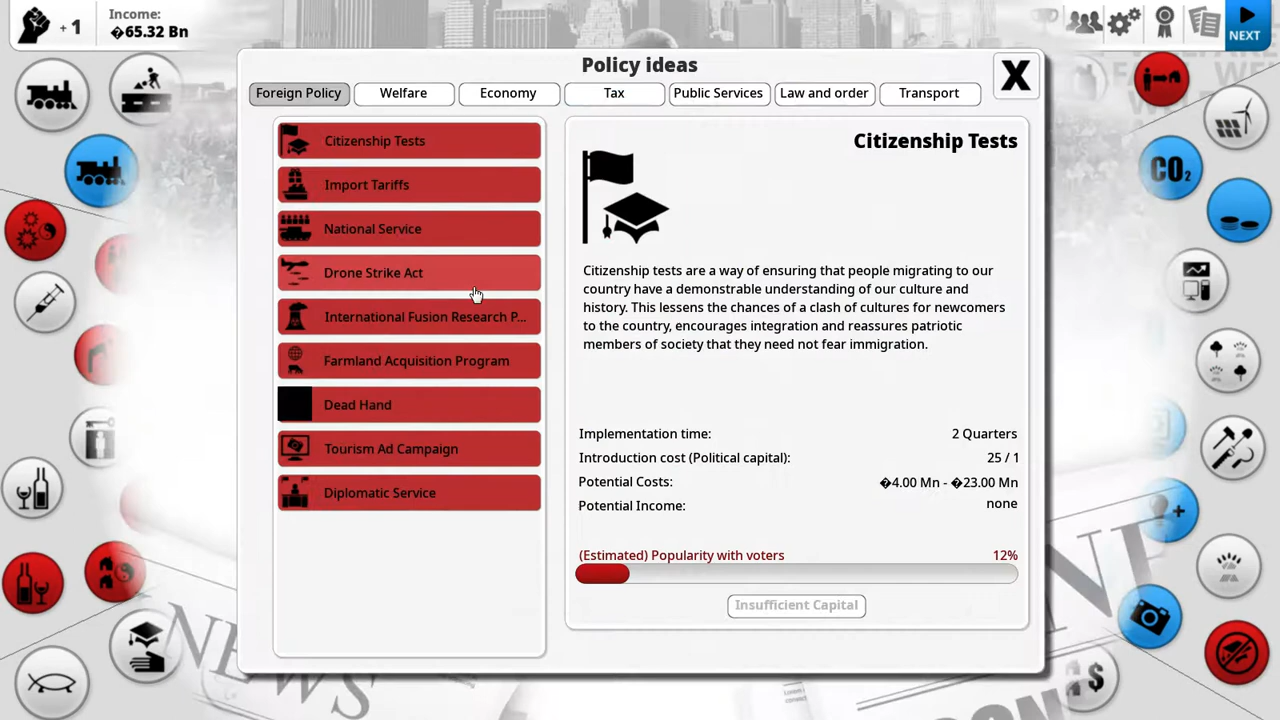 + 1
Income:
�65.32 Bn
NEXT
Policy ideas
X
Foreign Policy
Welfare
Economy
Tax
Public Services
Law and order
Transport
Citizenship Tests
Import Tariffs
National Service
Drone Strike Act
International Fusion Research P...
Farmland Acquisition Program
Dead Hand
Tourism Ad Campaign
Diplomatic Service
Citizenship Tests
Citizenship tests are a way of ensuring that people migrating to our
country have a demonstrable understanding of our culture and
history. This lessens the chances of a clash of cultures for newcomers
to the country, encourages integration and reassures patriotic
members of society that they need not fear immigration.
Implementation time: 2 Quarters
Introduction cost (Political capital): 25 / 1
Potential Costs: �4.00 Mn - �23.00 Mn
Potential Income: none
(Estimated) Popularity with voters 12%
Insufficient Capital
CO₂
NEWS